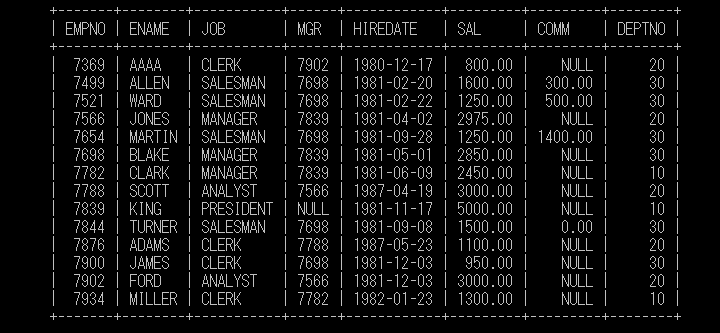 +-------+--------+-----------+------+------------+---------+---------+--------+
| EMPNO | ENAME  | JOB       | MGR  | HIREDATE   | SAL     | COMM    | DEPTNO |
+-------+--------+-----------+------+------------+---------+---------+--------+
|  7369 | AAAA   | CLERK     | 7902 | 1980-12-17 |  800.00 |    NULL |     20 |
|  7499 | ALLEN  | SALESMAN  | 7698 | 1981-02-20 | 1600.00 |  300.00 |     30 |
|  7521 | WARD   | SALESMAN  | 7698 | 1981-02-22 | 1250.00 |  500.00 |     30 |
|  7566 | JONES  | MANAGER   | 7839 | 1981-04-02 | 2975.00 |    NULL |     20 |
|  7654 | MARTIN | SALESMAN  | 7698 | 1981-09-28 | 1250.00 | 1400.00 |     30 |
|  7698 | BLAKE  | MANAGER   | 7839 | 1981-05-01 | 2850.00 |    NULL |     30 |
|  7782 | CLARK  | MANAGER   | 7839 | 1981-06-09 | 2450.00 |    NULL |     10 |
|  7788 | SCOTT  | ANALYST   | 7566 | 1987-04-19 | 3000.00 |    NULL |     20 |
|  7839 | KING   | PRESIDENT | NULL | 1981-11-17 | 5000.00 |    NULL |     10 |
|  7844 | TURNER | SALESMAN  | 7698 | 1981-09-08 | 1500.00 |    0.00 |     30 |
|  7876 | ADAMS  | CLERK     | 7788 | 1987-05-23 | 1100.00 |    NULL |     20 |
|  7900 | JAMES  | CLERK     | 7698 | 1981-12-03 |  950.00 |    NULL |     30 |
|  7902 | FORD   | ANALYST   | 7566 | 1981-12-03 | 3000.00 |    NULL |     20 |
|  7934 | MILLER | CLERK     | 7782 | 1982-01-23 | 1300.00 |    NULL |     10 |
+-------+--------+-----------+------+------------+---------+---------+--------+